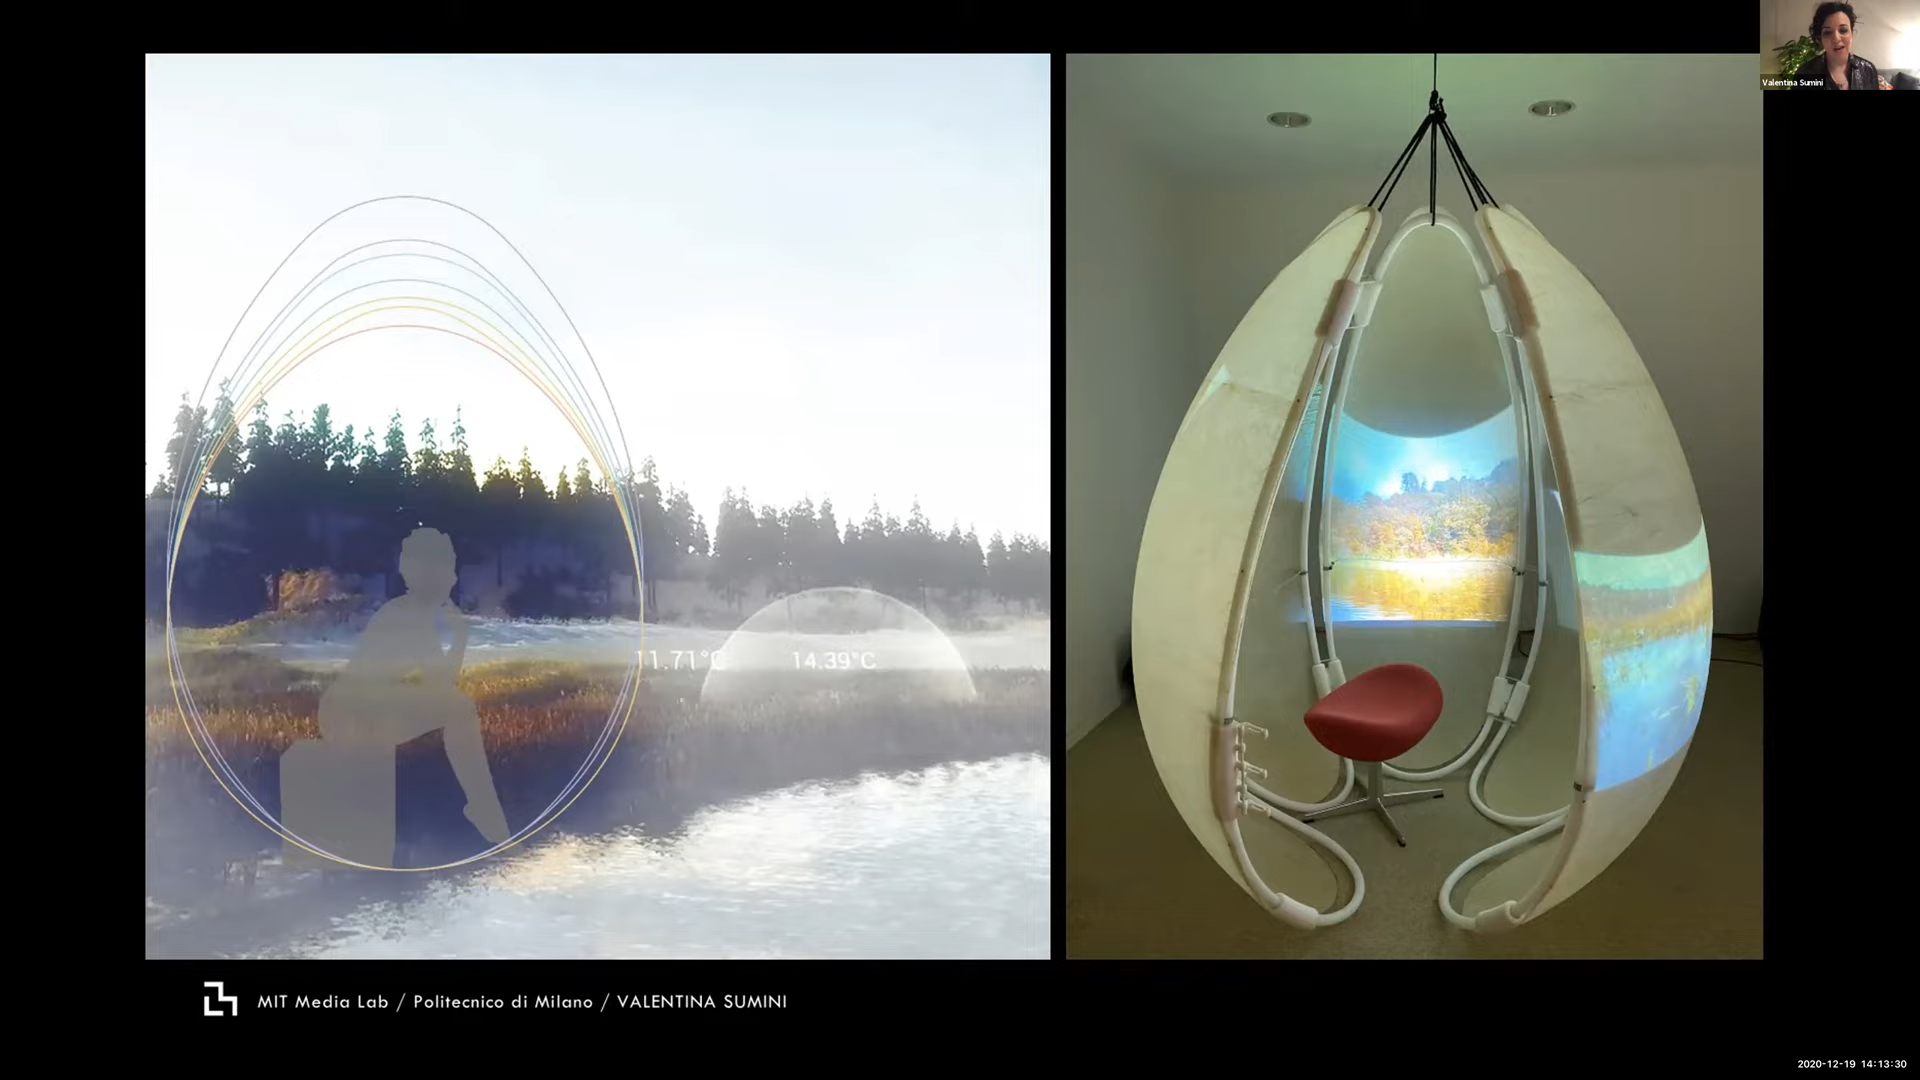 Valentina Sumini
11.71°C
14.39°C
MIT Media Lab / Politecnico di Milano / VALENTINA SUMINI
2020-12-19 14:13:30